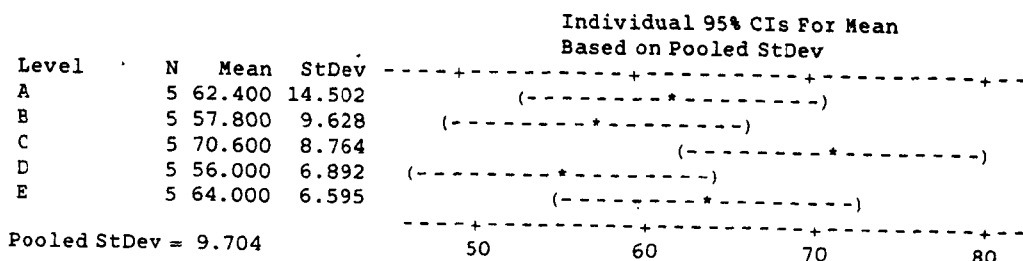 Individual 95% CIs For Mean
Based on Pooled StDev
Level N Mean StDev ----+---------+---------+---------+--
A 5 62.400 14.502 (--------*--------)
B 5 57.800 9.628 (--------*--------)
C 5 70.600 8.764 (--------*--------)
D 5 56.000 6.892 (--------*--------)
E 5 64.000 6.595 (--------*--------)
----+---------+---------+---------+--
Pooled StDev = 9.704 50 60 70 80